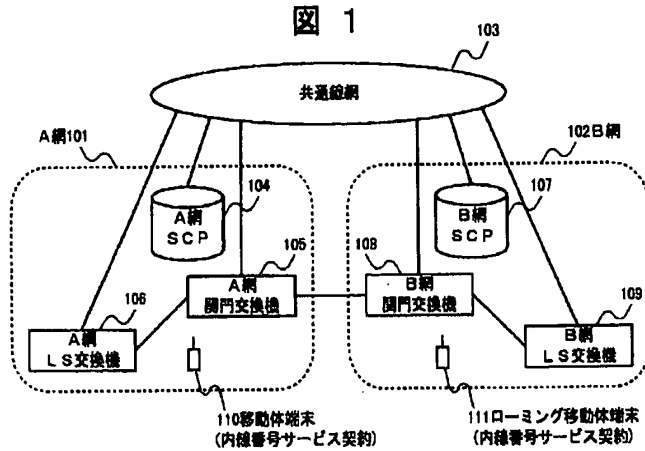 図 1
103
共通線網
A網101
102B網
104
A網
SCP
107
B網
SCP
105
A網
関門交換機
108
B網
関門交換機
106
A網
LS交換機
109
B網
LS交換機
110移動体端末
(内線番号サービス契約)
111ローミング移動体端末
(内線番号サービス契約)